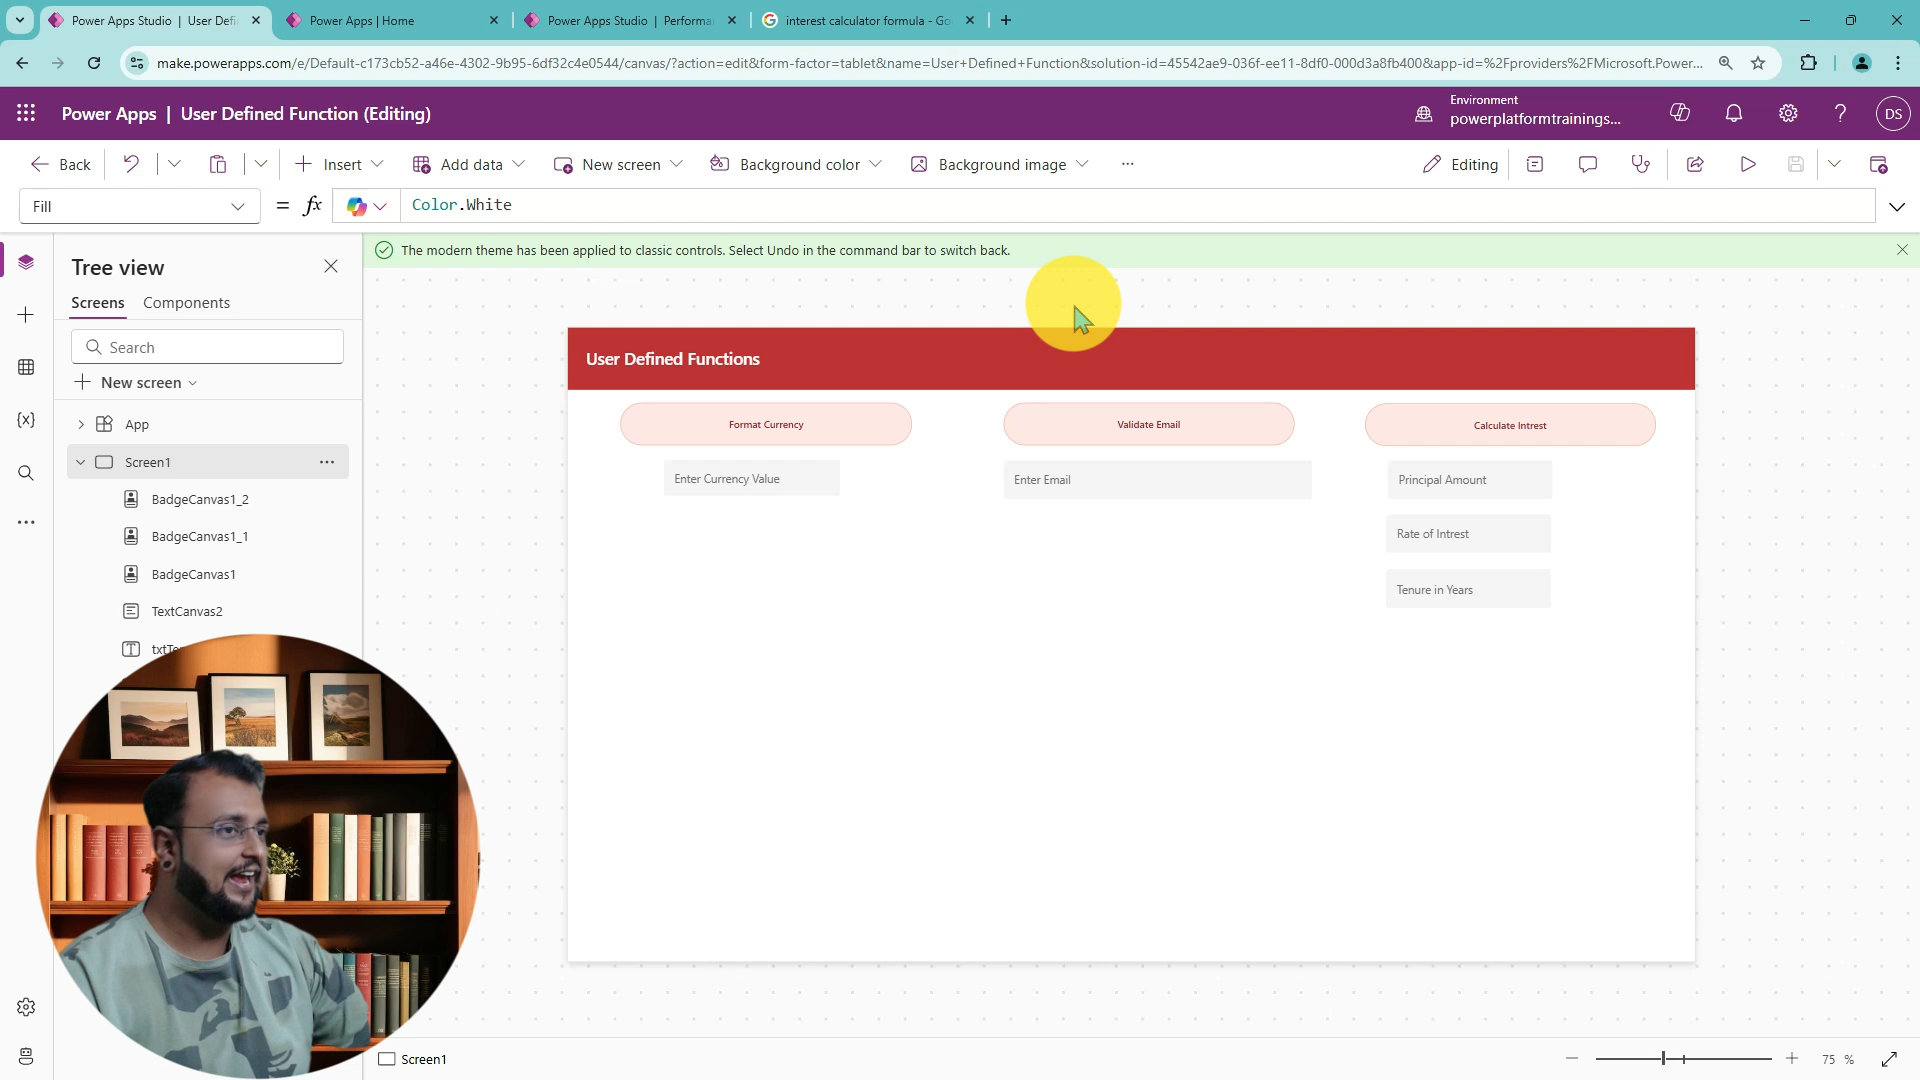 Power Apps Studio | User Defi
Power Apps | Home
Power Apps Studio | Performa
interest calculator formula - Go
make.powerapps.com/e/Default-c173cb52-a46e-4302-9b95-6df32c4e0544/canvas/?action=edit&form-factor=tablet&name=User+Defined+Function&solution-id=45542ae9-036f-ee11-8df0-000d3a8fb400&app-id=%2Fproviders%2FMicrosoft.Power...
Power Apps | User Defined Function (Editing)
Environment
powerplatformtrainings...
DS
Back
Insert
Add data
New screen
Background color
Background image
...
Editing
Fill
= fx
Color.White
Tree view
The modern theme has been applied to classic controls. Select Undo in the command bar to switch back.
Screens
Components
Search
New screen
App
Screen1
BadgeCanvas1_2
BadgeCanvas1_1
BadgeCanvas1
TextCanvas2
User Defined Functions
Format Currency
Validate Email
Calculate Intrest
Enter Currency Value
Enter Email
Principal Amount
Rate of Intrest
Tenure in Years
Screen1
75 %